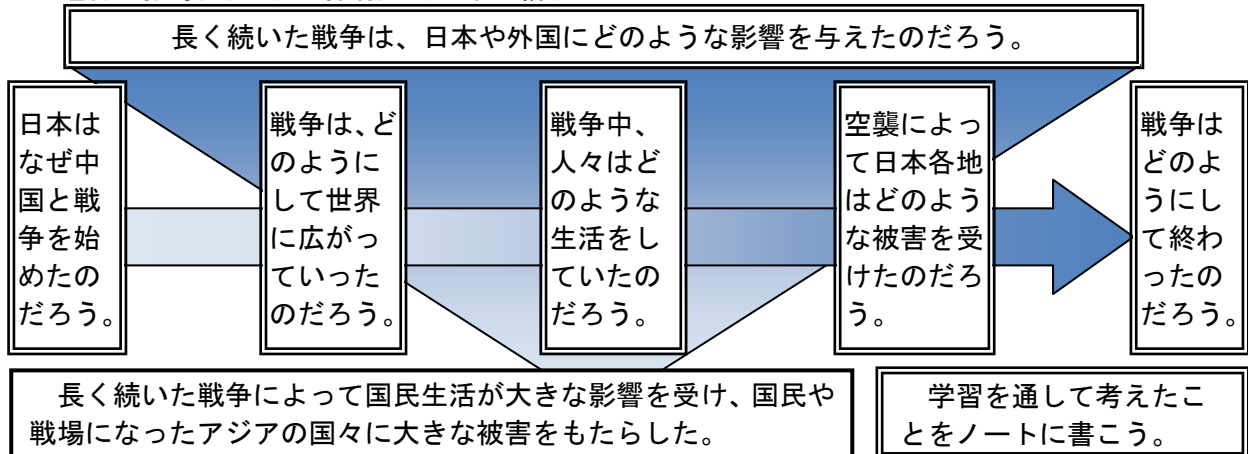 長く続いた戦争は、日本や外国にどのような影響を与えたのだろう。
日本は
なぜ中
国と戦
争を始
めたの
だろう。
戦争は、ど
のように
して世界
に広がっ
ていった
のだろう。
戦争中、
人々はど
のような
生活をし
ていたの
だろう。
空襲によっ
て日本各地
はどのよう
な被害を受
けたのだろ
う。
戦争は
どのよ
うにし
て終わ
ったの
だろう。
長く続いた戦争によって国民生活が大きな影響を受け、国民や
戦場になったアジアの国々に大きな被害をもたらした。
学習を通して考えたこ
とをノートに書こう。